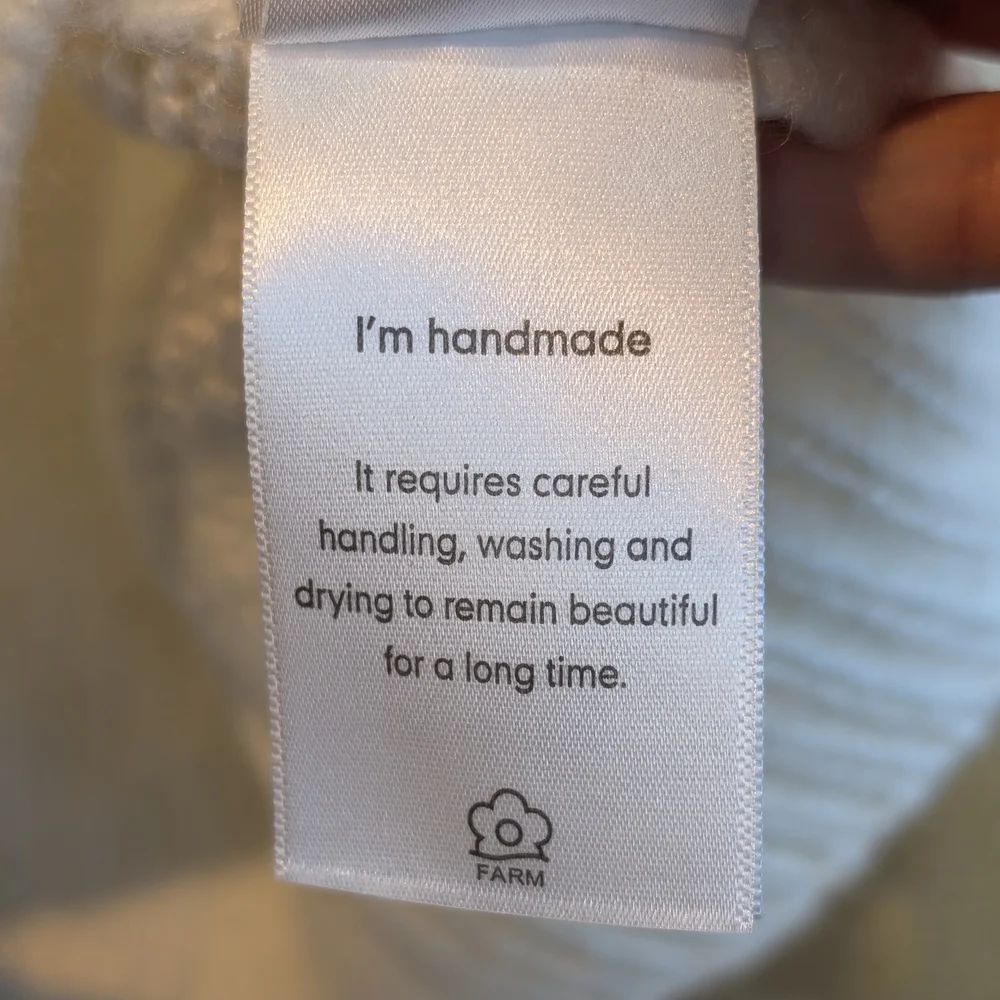 I'm handmade
It requires careful
handling, washing and
drying to remain beautiful
for a long time.
FARM